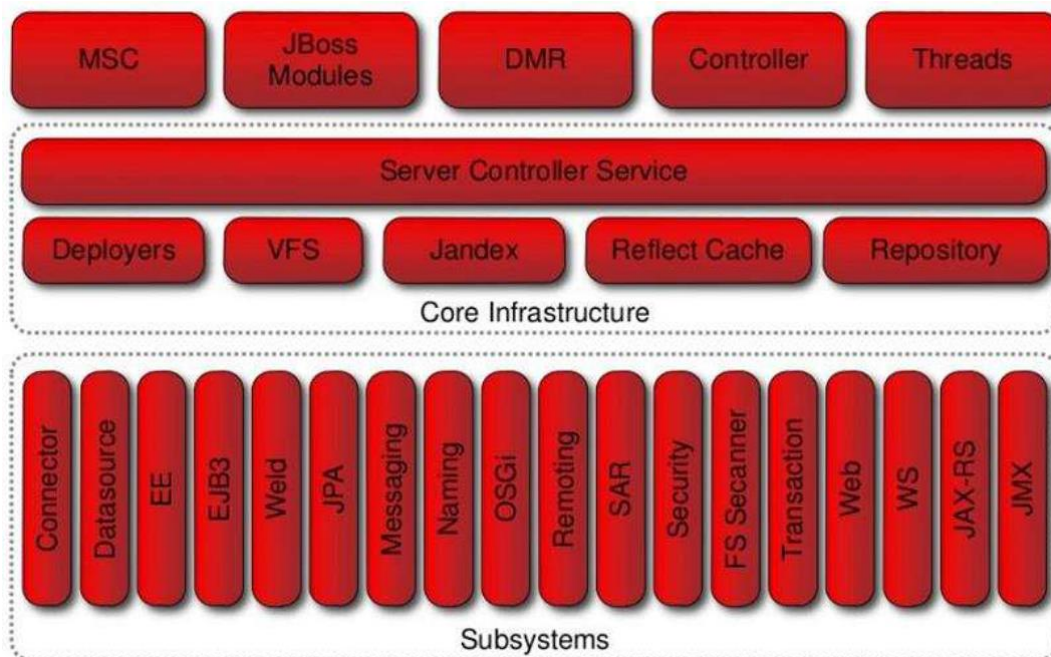 MSC
JBoss
Modules
DMR
Controller
Threads
Server Controller Service
Deployers
VFS
Jandex
Reflect Cache
Repository
Core Infrastructure
Connector
Datasource
EE
EJB3
Weld
JPA
Messaging
Naming
OSGi
Remoting
SAR
Security
FS Secanner
Transaction
Web
WS
JAX-RS
JMX
Subsystems